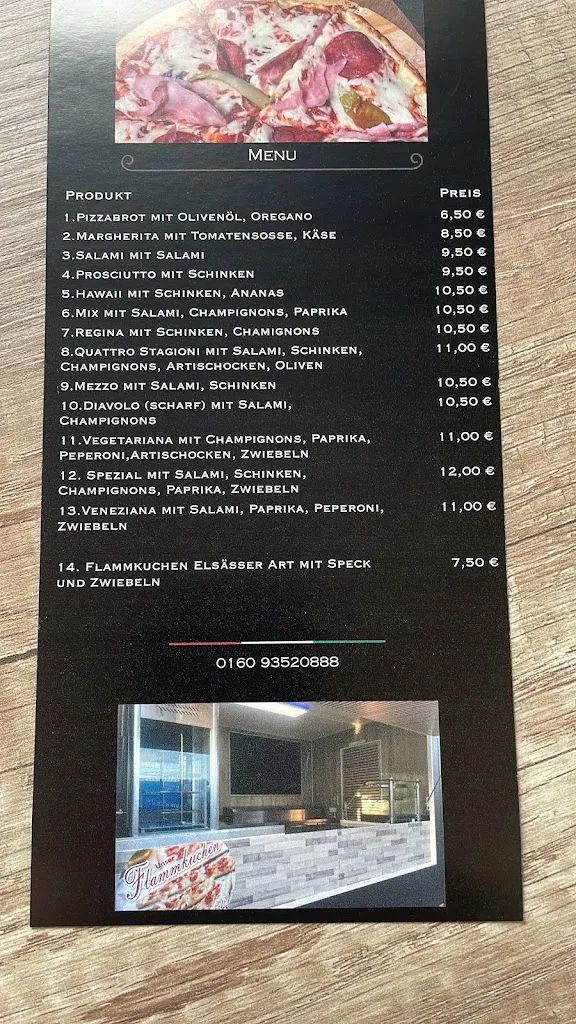 Menu
Produkt Preis
1.Pizzabrot mit Olivenöl, Oregano 6,50 €
2.Margherita mit Tomatensosse, Käse 8,50 €
3.Salami mit Salami 9,50 €
4.Prosciutto mit Schinken 9,50 €
5.Hawaii mit Schinken, Ananas 10,50 €
6.Mix mit Salami, Champignons, Paprika 10,50 €
7.Regina mit Schinken, Chamignons 10,50 €
8.Quattro Stagioni mit Salami, Schinken, 11,00 €
Champignons, Artischocken, Oliven
9.Mezzo mit Salami, Schinken 10,50 €
10.Diavolo (scharf) mit Salami, 10,50 €
Champignons
11.Vegetariana mit Champignons, Paprika, 11,00 €
Peperoni,Artischocken, Zwiebeln
12. Spezial mit Salami, Schinken, 12,00 €
Champignons, Paprika, Zwiebeln
13.Veneziana mit Salami, Paprika, Peperoni, 11,00 €
Zwiebeln
14. Flammkuchen Elsässer Art mit Speck 7,50 €
und Zwiebeln
0160 93520888
Unser
Flammkuchen